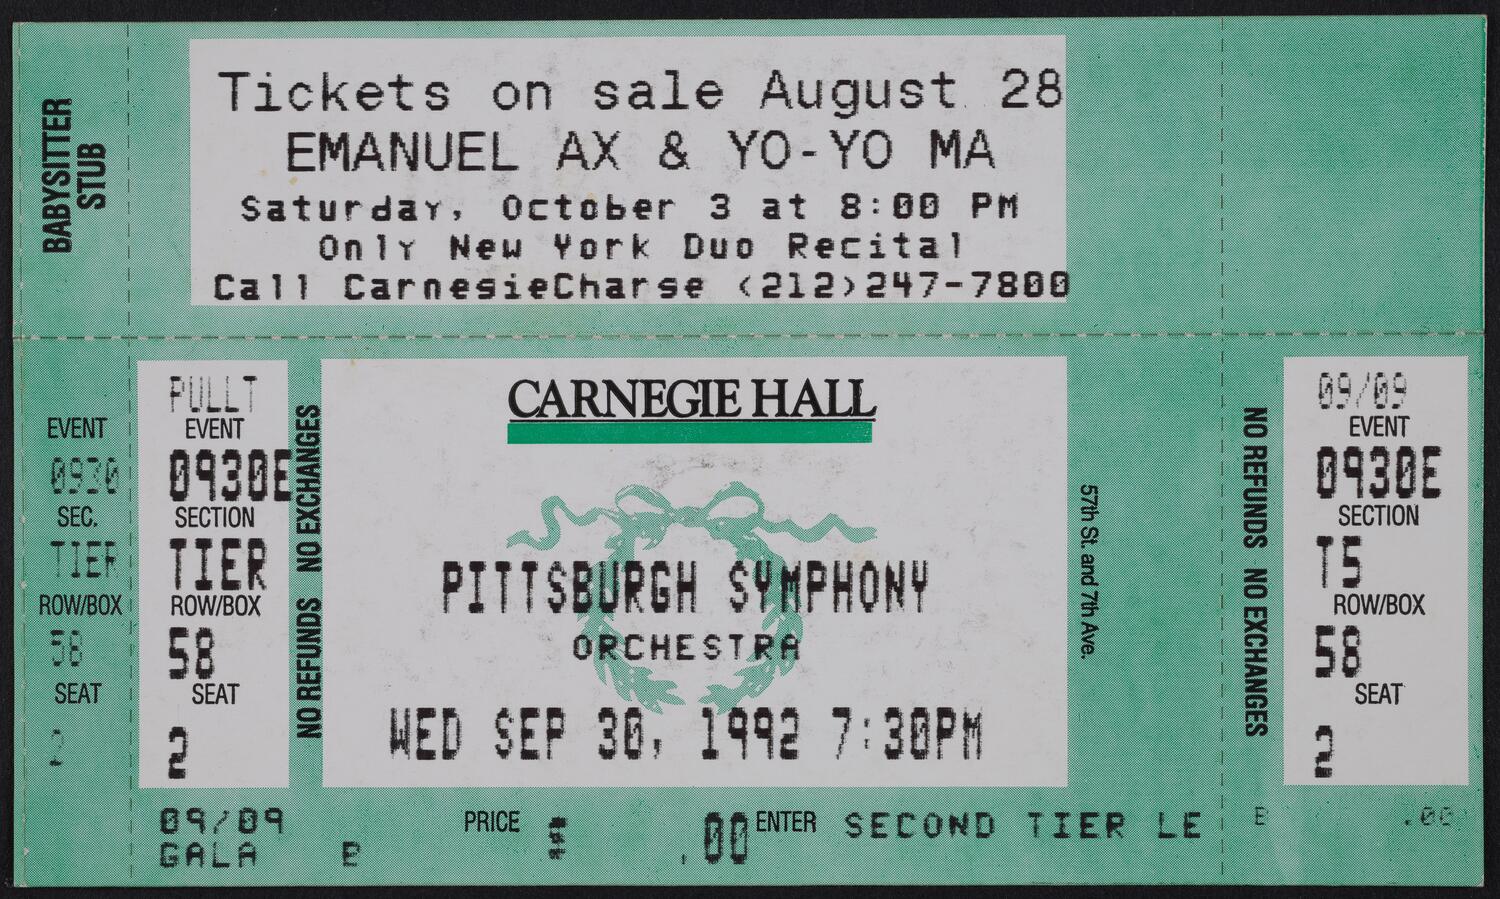 BABYSITTER
STUB
Tickets on sale August 28
EMANUEL AX & YO-YO MA
Saturday, October 3 at 8:00 PM
Only New York Duo Recital
Call CarnegieCharge (212)247-7800
EVENT
0930
SEC.
TIER
ROW/BOX
58
SEAT
2
PULLT
EVENT
0930E
SECTION
TIER
ROW/BOX
58
SEAT
2
NO REFUNDS NO EXCHANGES
CARNEGIE HALL
PITTSBURGH SYMPHONY
ORCHESTRA
WED SEP 30, 1992 7:30PM
57th St. and 7th Ave.
NO REFUNDS NO EXCHANGES
09/09
EVENT
0930E
SECTION
T5
ROW/BOX
58
SEAT
2
09/09 PRICE $ .00 ENTER SECOND TIER LE
GALA B
B .00